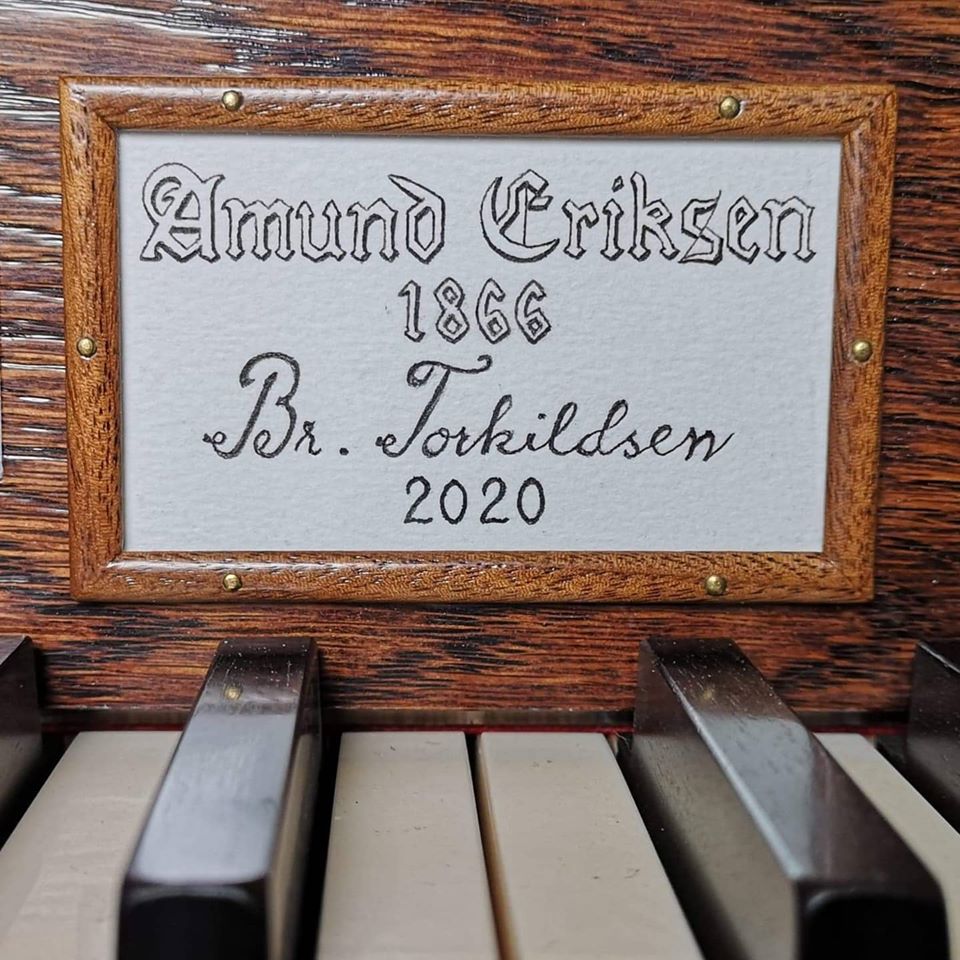 Amund Eriksen
1866
Br. Torkildsen
2020